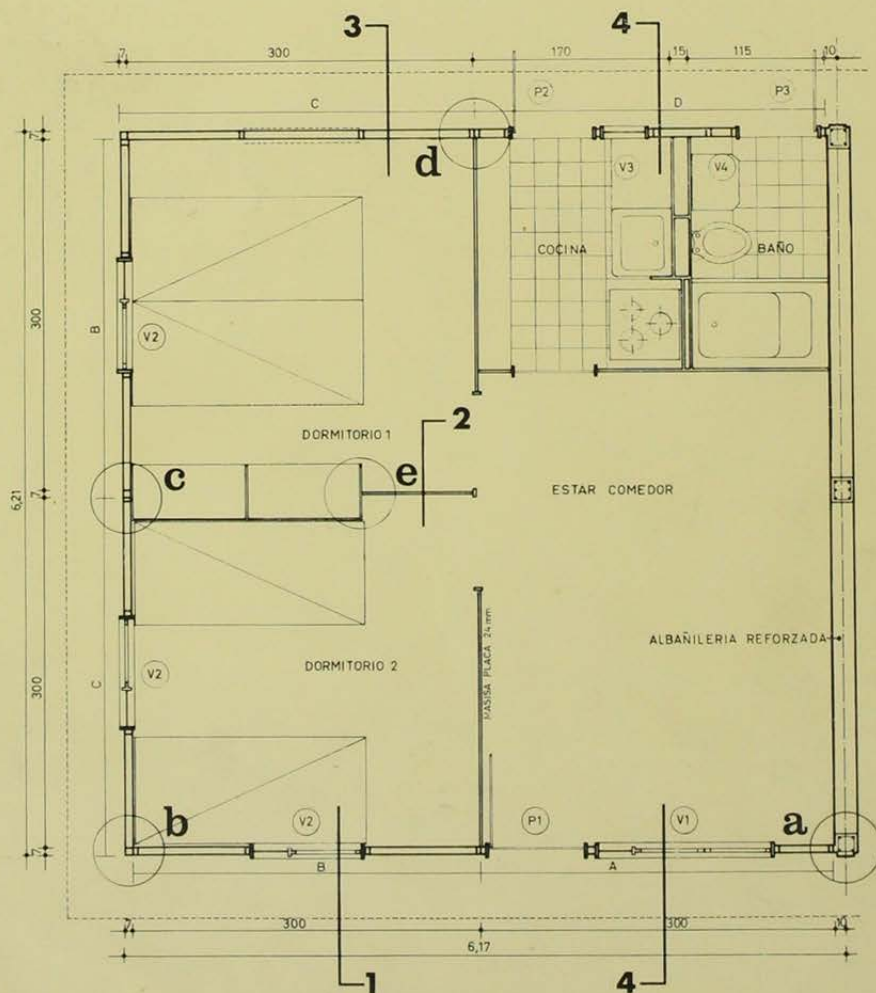 3
4
7
300
170
15
115
10
C
D
P2
P3
7
d
V3
V4
COCINA
BAÑO
300
B
V2
DORMITORIO 1
2
c
e
ESTAR COMEDOR
6,21
7
ALBAÑILERIA REFORZADA
DORMITORIO 2
V2
MASISA PLACA 24mm
300
C
b
V2
P1
V1
a
7
B
A
7
300
300
10
6,17
1
4